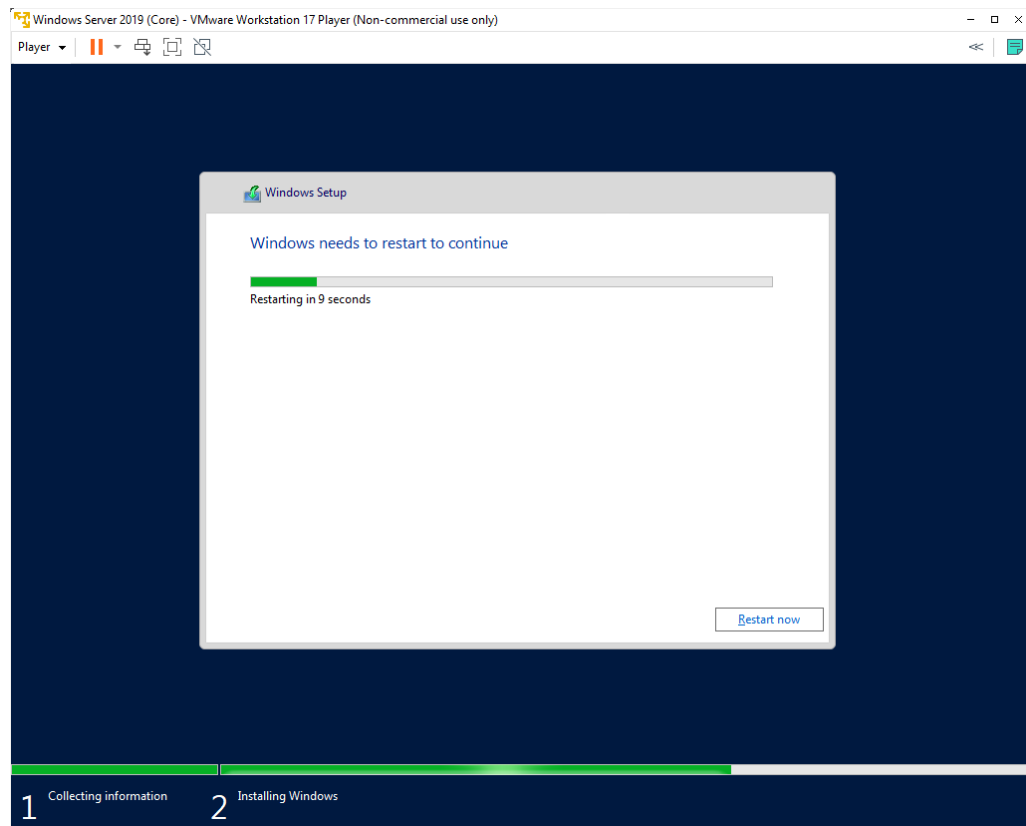 Windows Server 2019 (Core) - VMware Workstation 17 Player (Non-commercial use only)
Player
Windows Setup
Windows needs to restart to continue
Restarting in 9 seconds
Restart now
1 Collecting information
2 Installing Windows